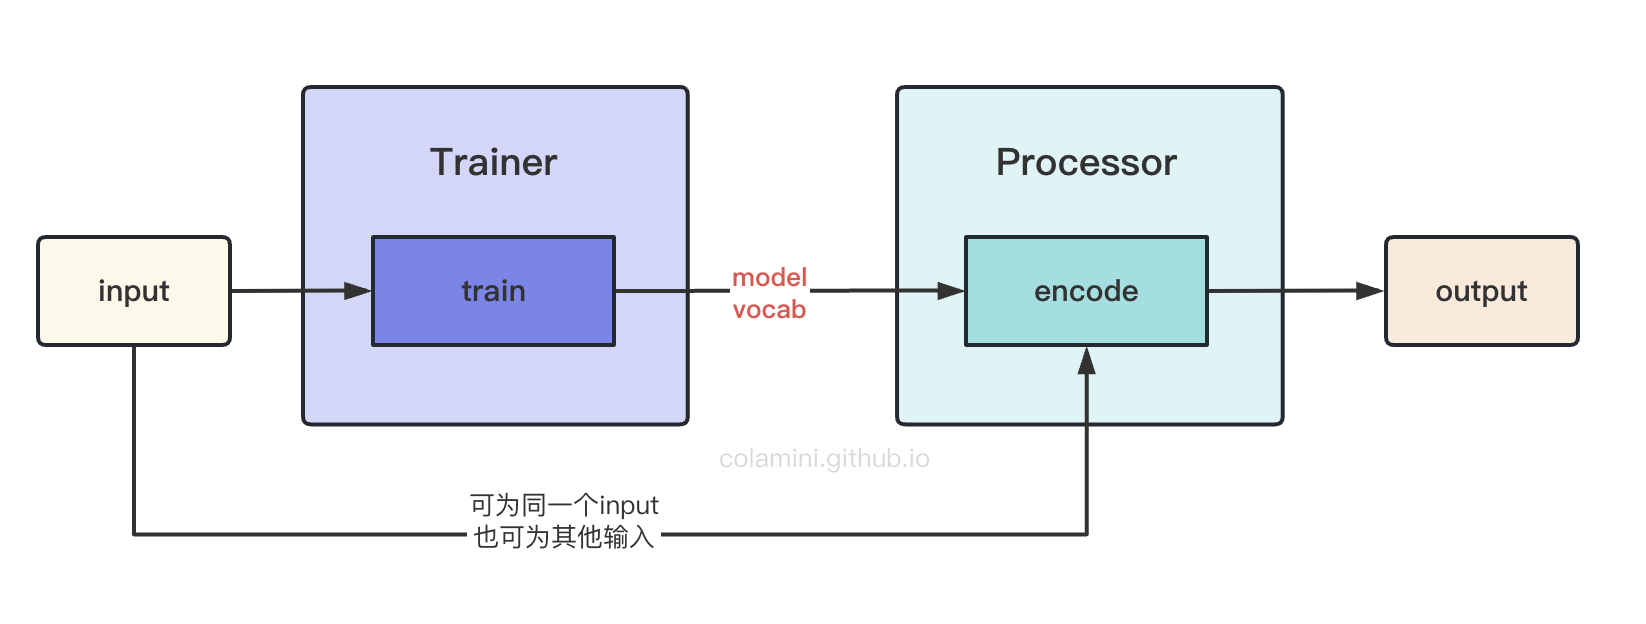 Trainer
Processor
input
train
model
vocab
encode
output
colamini.github.io
可为同一个input
也可为其他输入